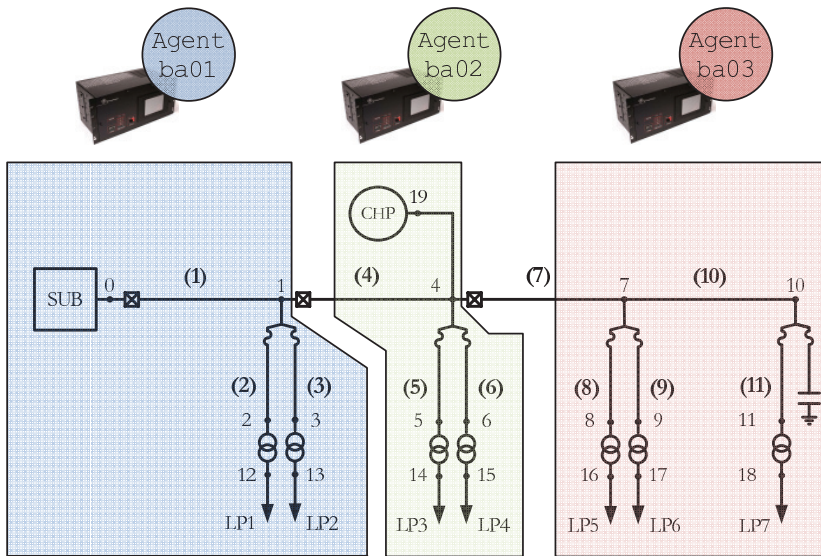 Agent
ba01
Agent
ba02
Agent
ba03
19
CHP
SUB
0
(1)
1
(4)
4
(7)
7
(10)
10
(2)
(3)
(5)
(6)
(8)
(9)
(11)
2
3
5
6
8
9
11
12
13
14
15
16
17
18
LP1
LP2
LP3
LP4
LP5
LP6
LP7